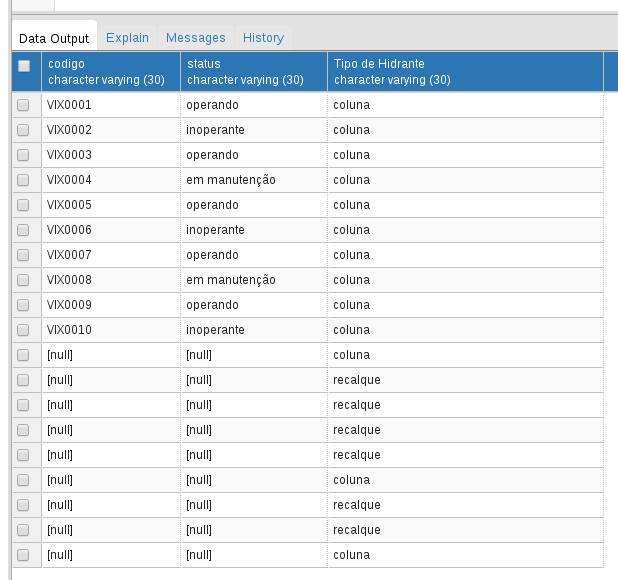 Data Output Explain Messages History
codigo status Tipo de Hidrante
character varying (30) character varying (30) character varying (30)
VIX0001 operando coluna
VIX0002 inoperante coluna
VIX0003 operando coluna
VIX0004 em manutenção coluna
VIX0005 operando coluna
VIX0006 inoperante coluna
VIX0007 operando coluna
VIX0008 em manutenção coluna
VIX0009 operando coluna
VIX0010 inoperante coluna
[null] [null] coluna
[null] [null] recalque
[null] [null] recalque
[null] [null] recalque
[null] [null] recalque
[null] [null] coluna
[null] [null] recalque
[null] [null] recalque
[null] [null] coluna